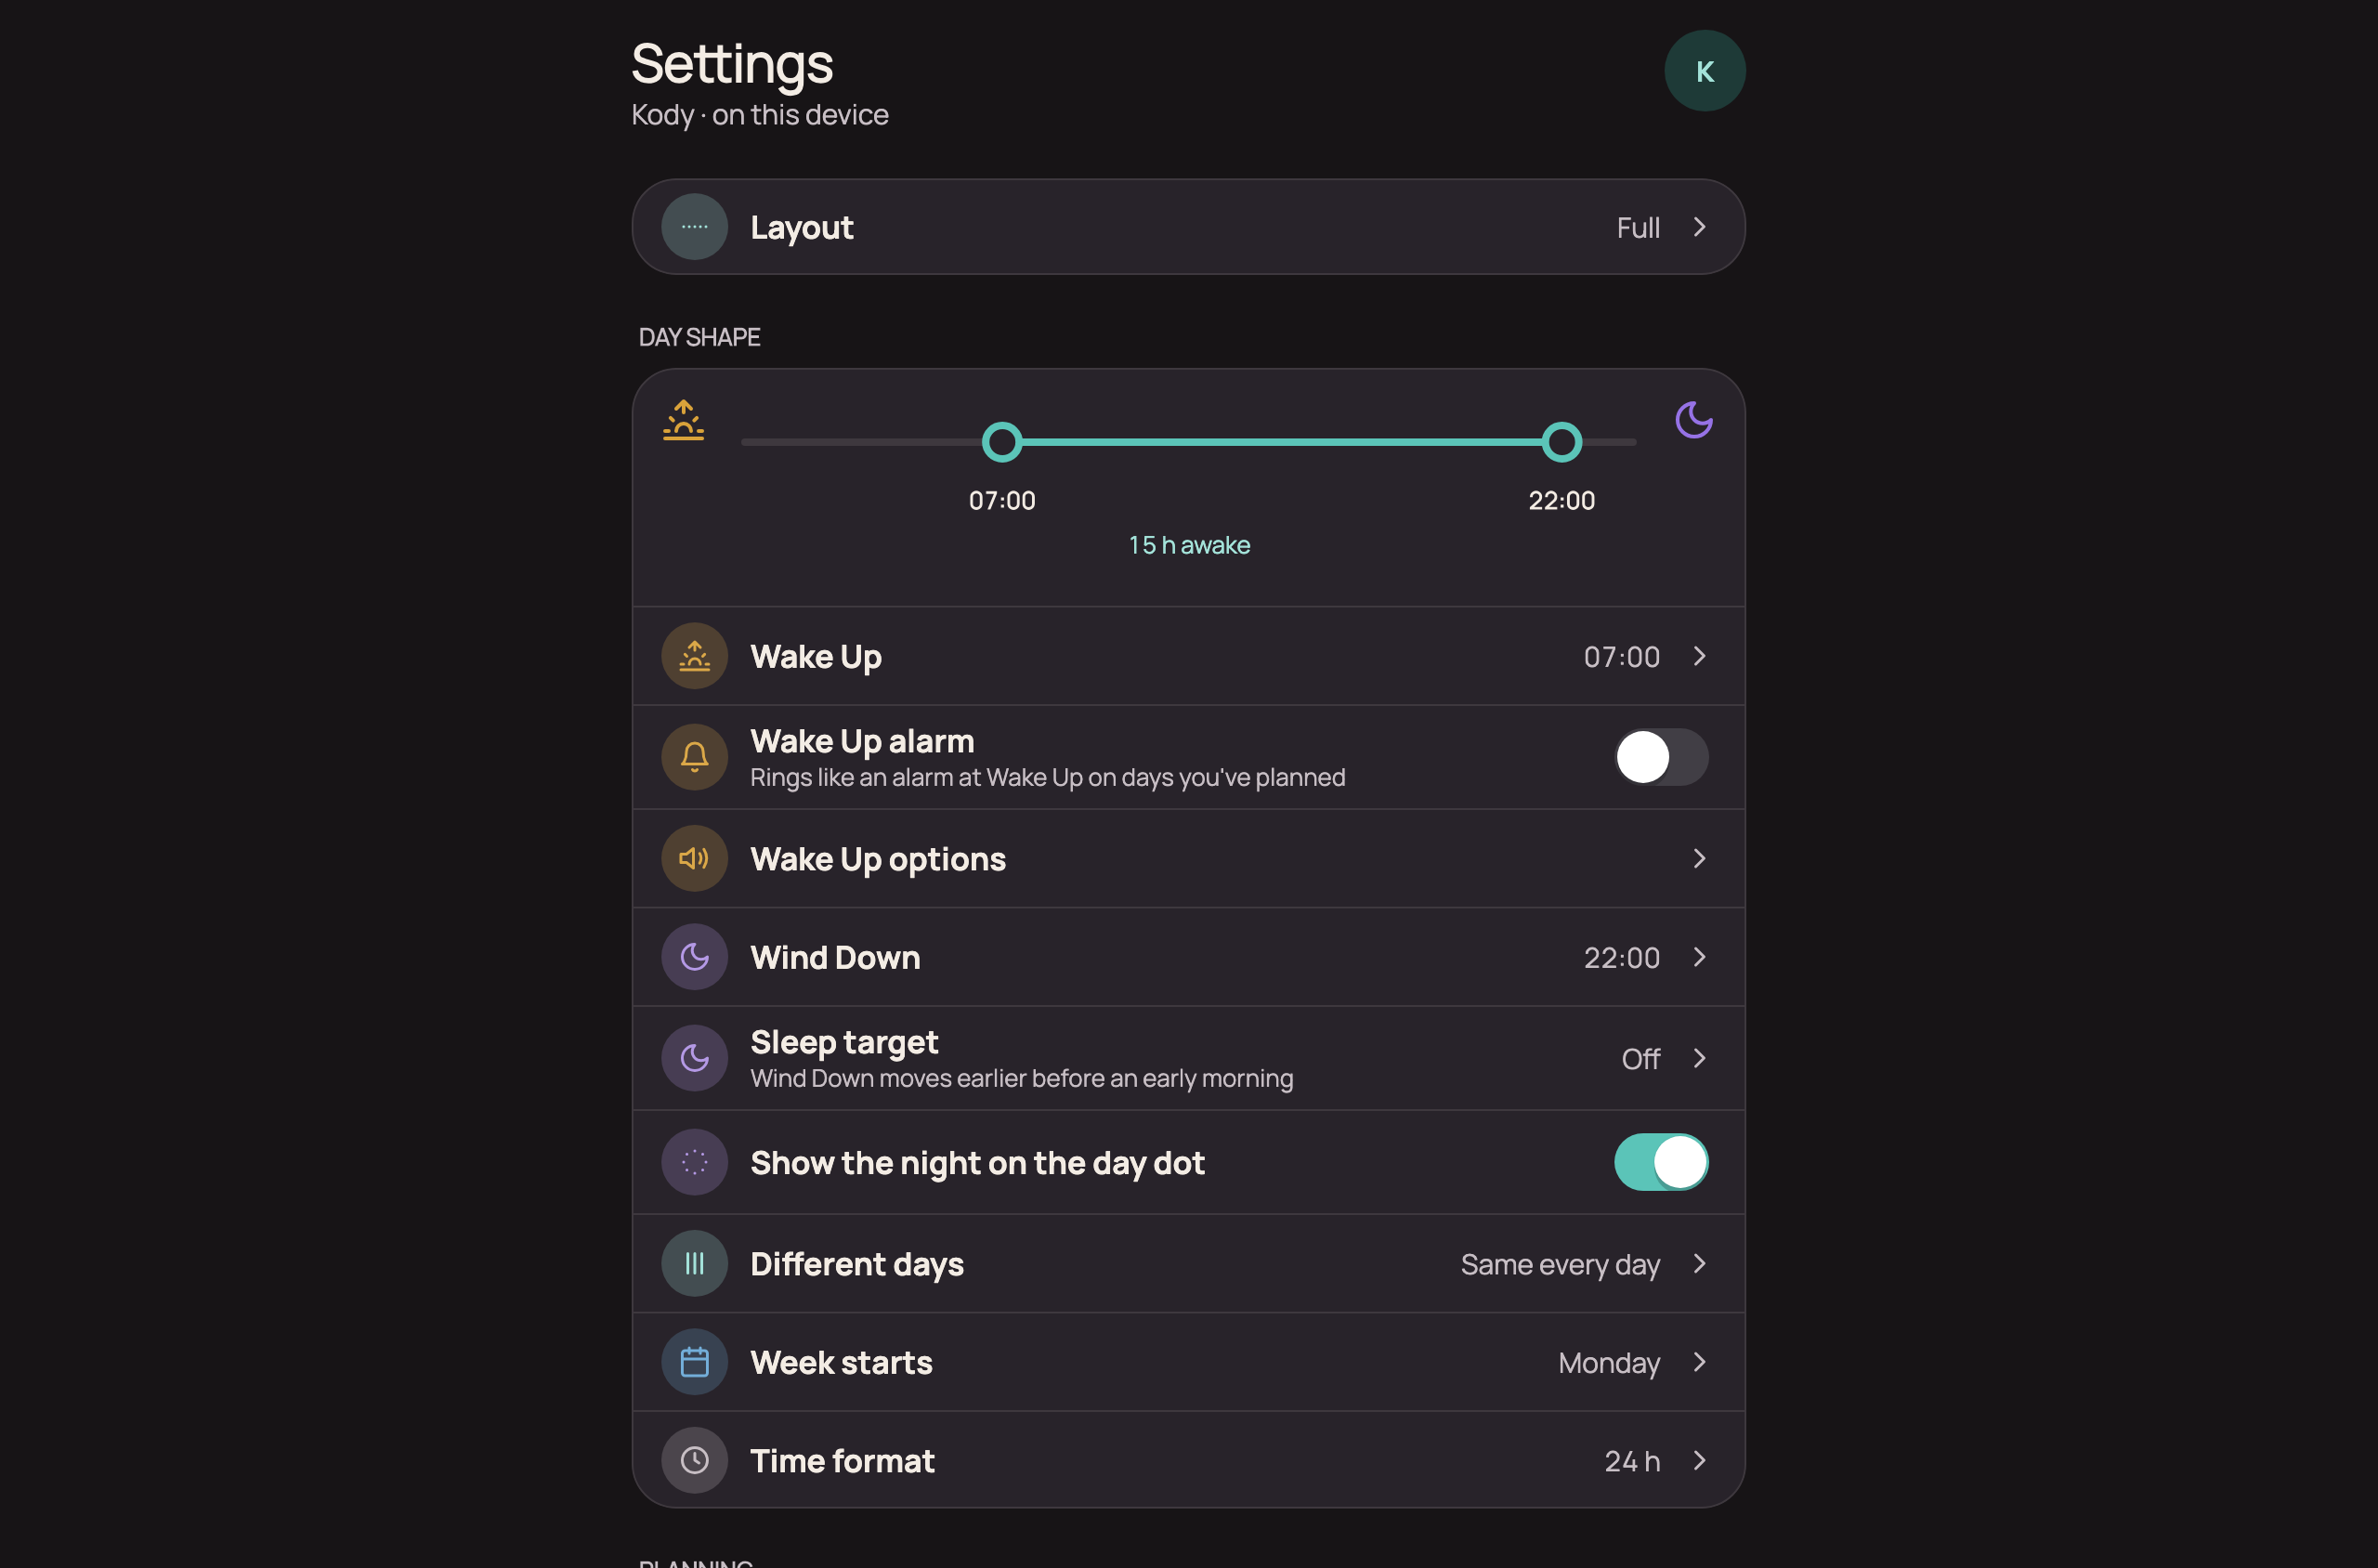 Settings
K
Kody · on this device
Layout
Full
DAY SHAPE
07:00
22:00
15 h awake
Wake Up
07:00
Wake Up alarm
Rings like an alarm at Wake Up on days you've planned
Wake Up options
Wind Down
22:00
Sleep target
Wind Down moves earlier before an early morning
Off
Show the night on the day dot
Different days
Same every day
Week starts
Monday
Time format
24 h
PLANNING